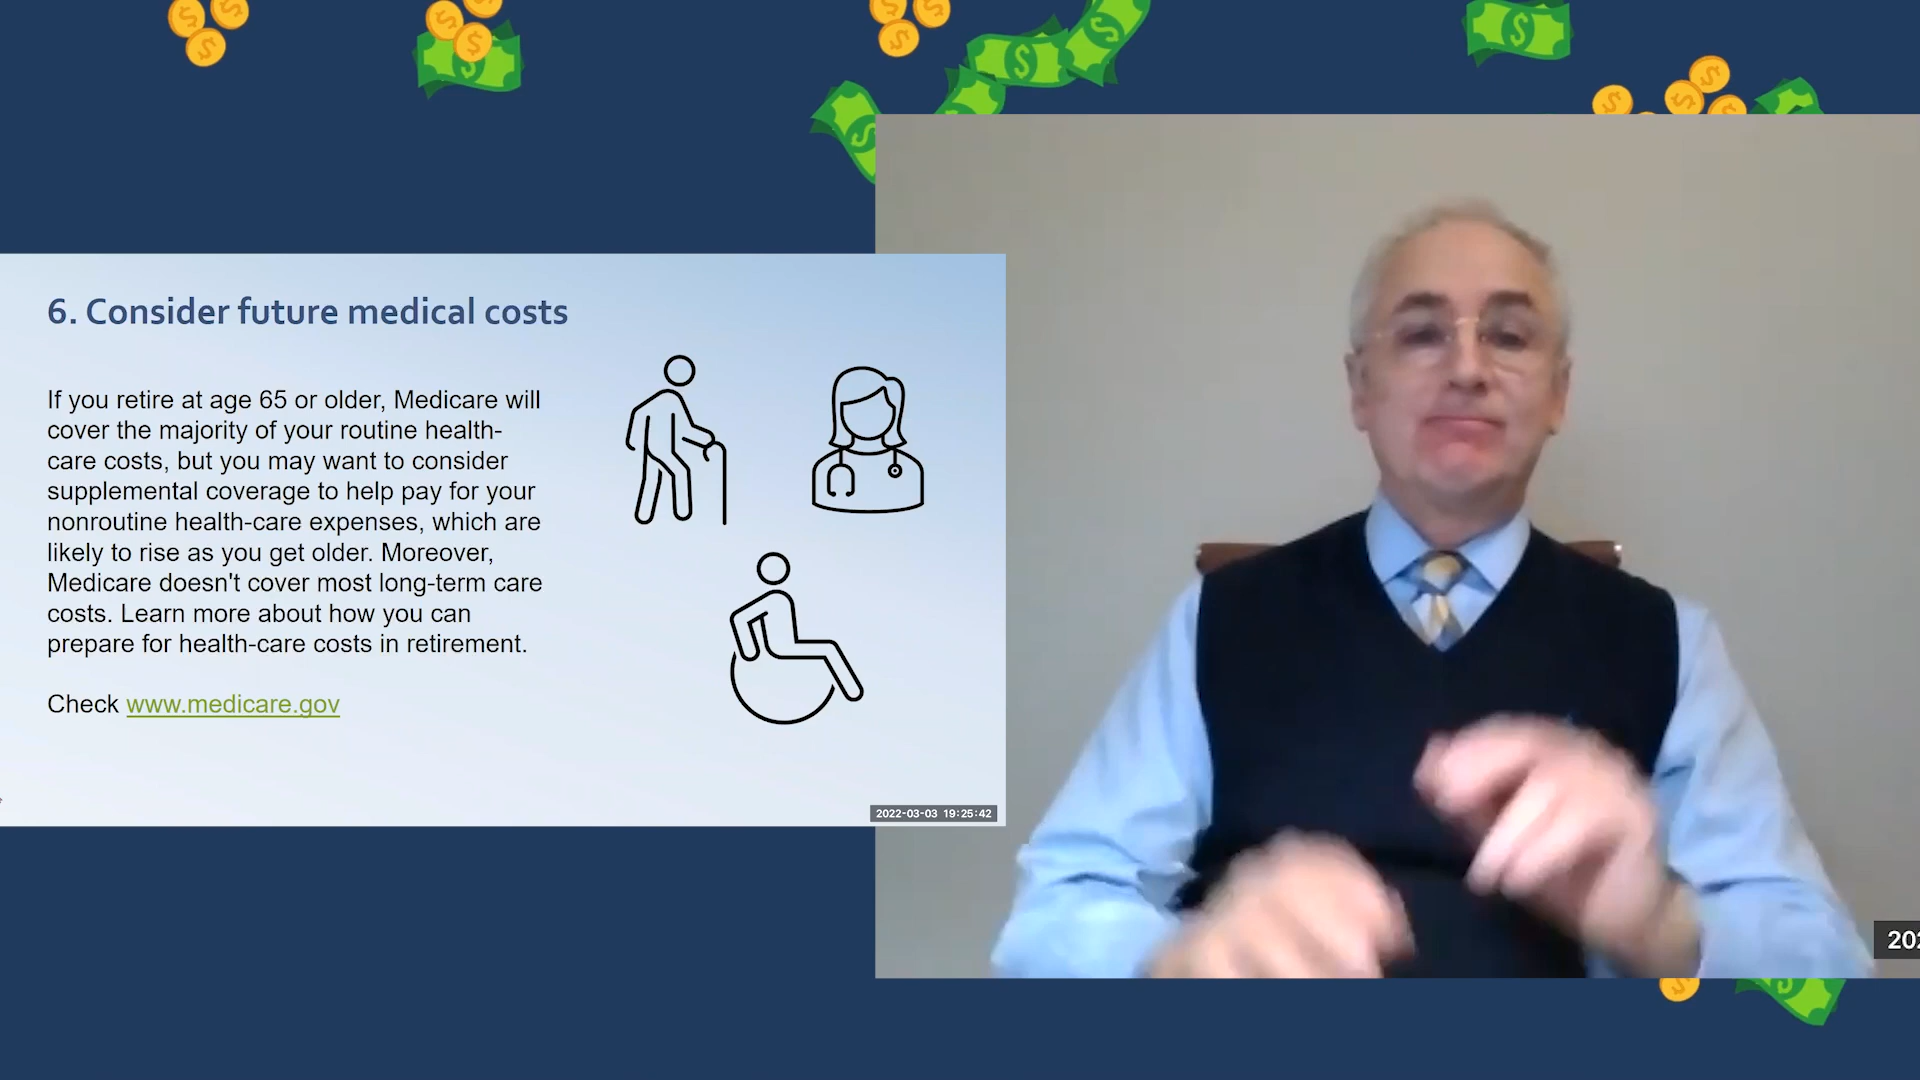 6. Consider future medical costs
If you retire at age 65 or older, Medicare will
cover the majority of your routine health-
care costs, but you may want to consider
supplemental coverage to help pay for your
nonroutine health-care expenses, which are
likely to rise as you get older. Moreover,
Medicare doesn't cover most long-term care
costs. Learn more about how you can
prepare for health-care costs in retirement.
Check www.medicare.gov
2022-03-03 19:25:42